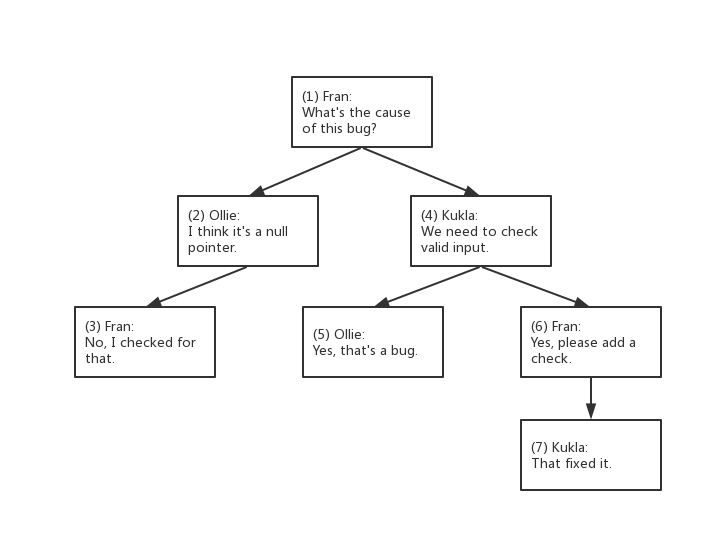 (1) Fran:
What's the cause
of this bug?
(2) Ollie:
I think it's a null
pointer.
(4) Kukla:
We need to check
valid input.
(3) Fran:
No, I checked for
that.
(5) Ollie:
Yes, that's a bug.
(6) Fran:
Yes, please add a
check.
(7) Kukla:
That fixed it.